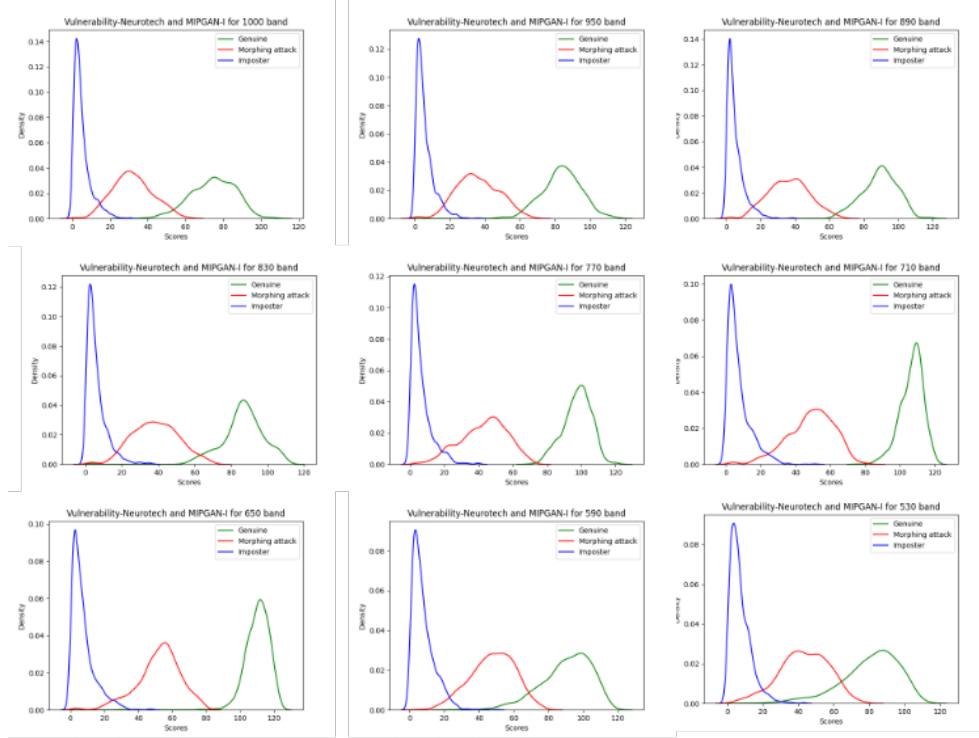 Vulnerability-Neurotech and MIPGAN-I for 1000 band
0.14
0.12
0.10
0.08
0.06
0.04
0.02
0.00
Density
Genuine
Morphing attack
Imposter
0 20 40 60 80 100 120
Scores
Vulnerability-Neurotech and MIPGAN-I for 950 band
0.12
0.10
0.08
0.06
0.04
0.02
0.00
Density
Genuine
Morphing attack
Imposter
0 20 40 60 80 100 120
Scores
Vulnerability-Neurotech and MIPGAN-I for 890 band
0.14
0.12
0.10
0.08
0.06
0.04
0.02
0.00
Genuine
Morphing attack
Imposter
0 20 40 60 80 100 120
Scores
Vulnerability-Neurotech and MIPGAN-I for 830 band
0.12
0.10
0.08
0.06
0.04
0.02
0.00
Density
Genuine
Morphing attack
Imposter
0 20 40 60 80 100 120
Scores
Vulnerability-Neurotech and MIPGAN-I for 770 band
0.12
0.10
0.08
0.06
0.04
0.02
0.00
Density
Genuine
Morphing attack
Imposter
0 20 40 60 80 100 120
Scores
Vulnerability-Neurotech and MIPGAN-I for 710 band
0.10
0.08
0.06
0.04
0.02
0.00
Genuine
Morphing attack
Imposter
0 20 40 60 80 100 120
Scores
Vulnerability-Neurotech and MIPGAN-I for 650 band
0.10
0.08
0.06
0.04
0.02
0.00
Density
Genuine
Morphing attack
Imposter
0 20 40 60 80 100 120
Scores
Vulnerability-Neurotech and MIPGAN-I for 590 band
0.08
0.06
0.04
0.02
0.00
Density
Genuine
Morphing attack
Imposter
0 20 40 60 80 100 120
Scores
Vulnerability-Neurotech and MIPGAN-I for 530 band
0.08
0.06
0.04
0.02
0.00
Genuine
Morphing attack
Imposter
0 20 40 60 80 100 120
Scores